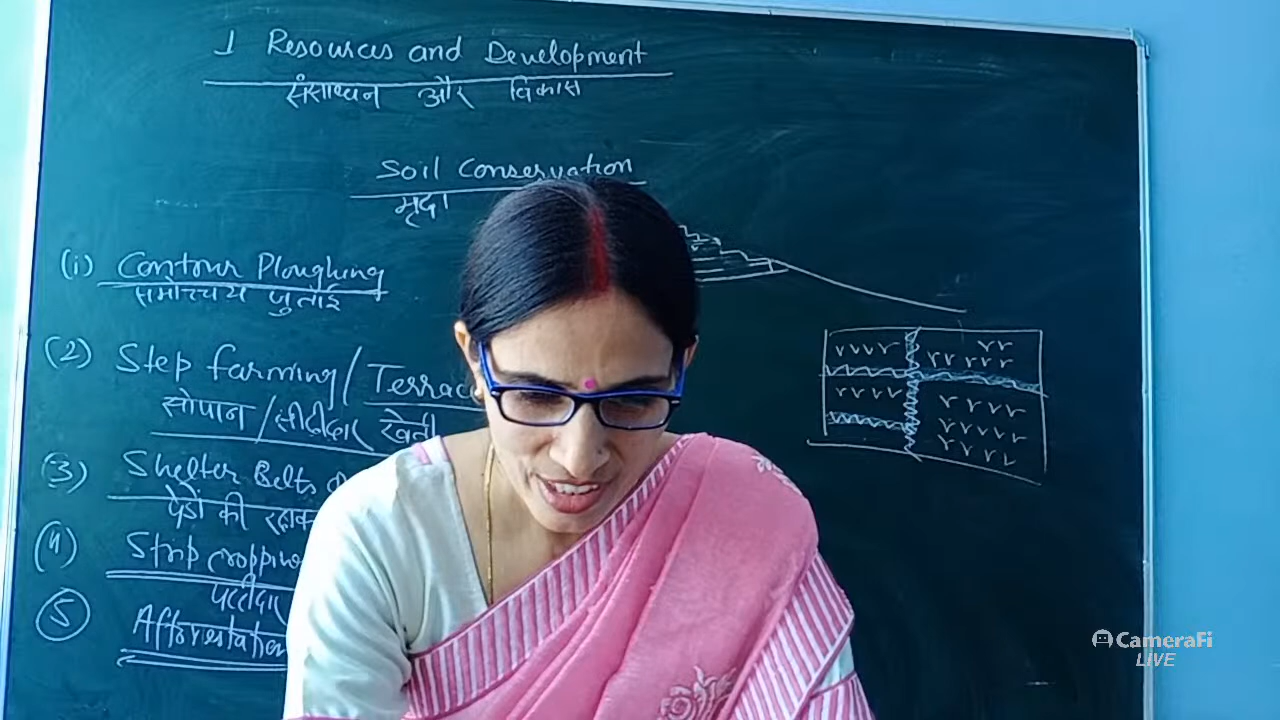 1 Resources and Development
संसाधन और विकास
Soil Conservation
मृदा
(i) Contour Ploughing
समोच्चय जुताई
(2) Step farming/Terrac
सोपान/सीढ़ीदार खेती
(3) Shelter Belts
पेड़ों की
(4) Strip cropping
पट्टीदार
(5) Afforestation
CameraFi
LIVE